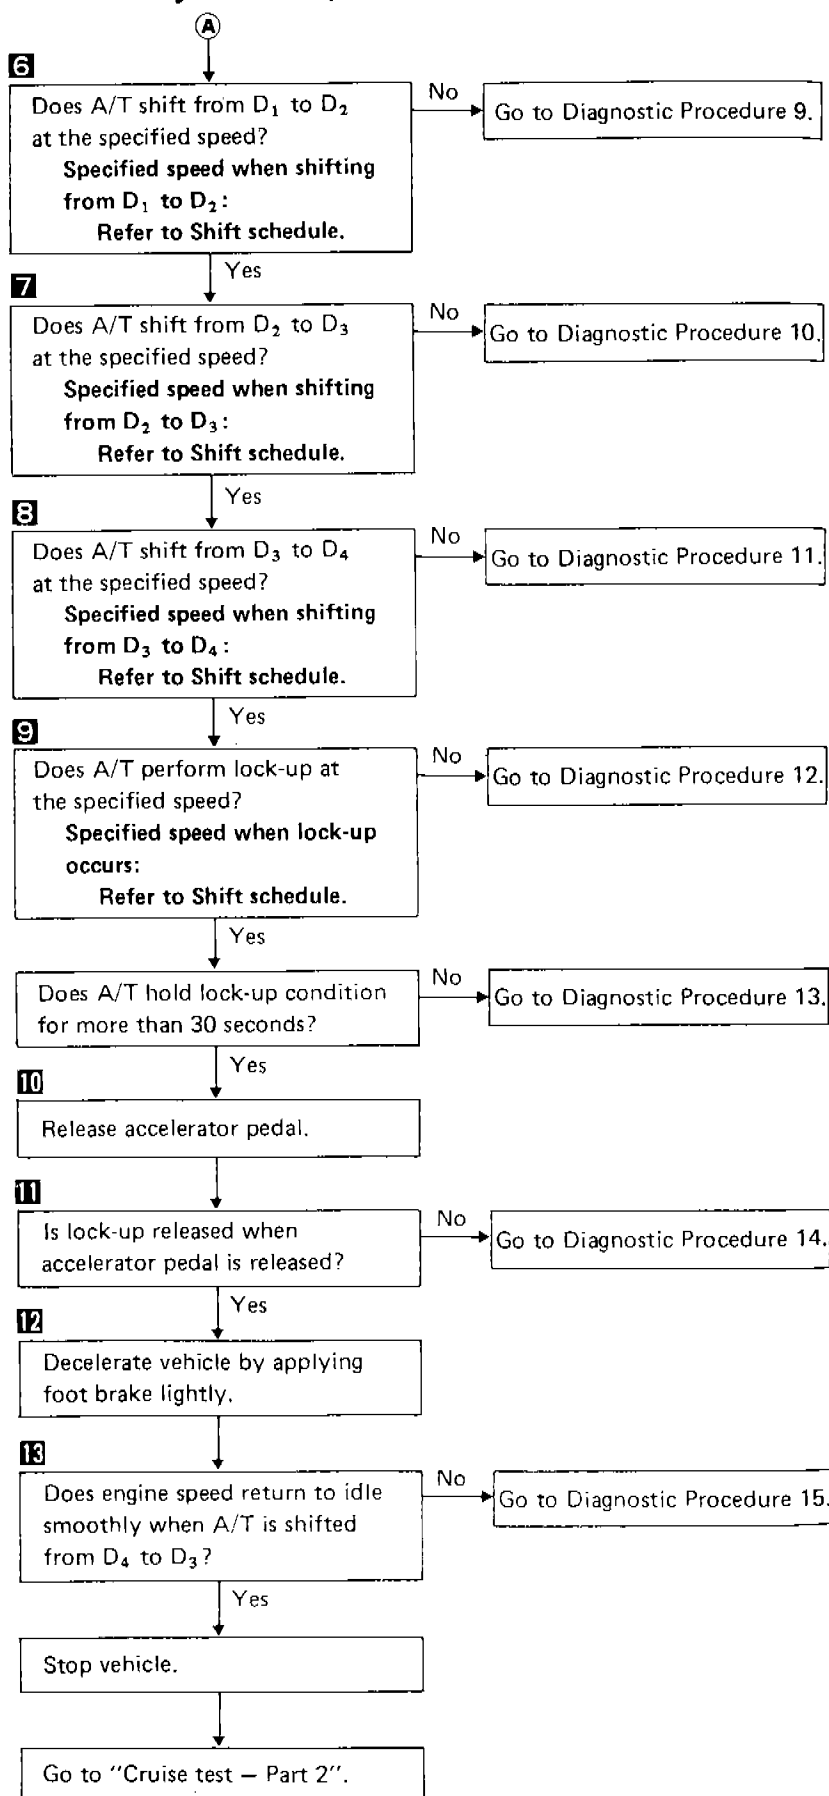 A
6
Does A/T shift from D₁ to D₂
at the specified speed?
Specified speed when shifting
from D₁ to D₂:
Refer to Shift schedule.
No
Go to Diagnostic Procedure 9.
Yes
7
Does A/T shift from D₂ to D₃
at the specified speed?
Specified speed when shifting
from D₂ to D₃:
Refer to Shift schedule.
No
Go to Diagnostic Procedure 10.
Yes
8
Does A/T shift from D₃ to D₄
at the specified speed?
Specified speed when shifting
from D₃ to D₄:
Refer to Shift schedule.
No
Go to Diagnostic Procedure 11.
Yes
9
Does A/T perform lock-up at
the specified speed?
Specified speed when lock-up
occurs:
Refer to Shift schedule.
No
Go to Diagnostic Procedure 12.
Yes
Does A/T hold lock-up condition
for more than 30 seconds?
No
Go to Diagnostic Procedure 13.
Yes
10
Release accelerator pedal.
11
Is lock-up released when
accelerator pedal is released?
No
Go to Diagnostic Procedure 14.
Yes
12
Decelerate vehicle by applying
foot brake lightly.
13
Does engine speed return to idle
smoothly when A/T is shifted
from D₄ to D₃?
No
Go to Diagnostic Procedure 15.
Yes
Stop vehicle.
Go to "Cruise test — Part 2".